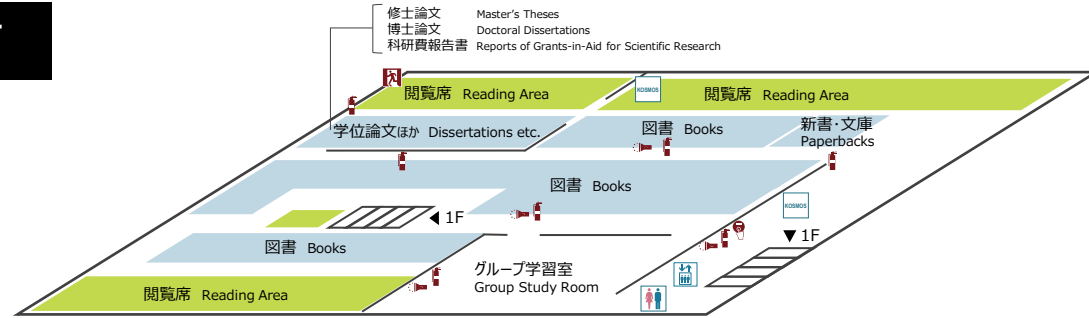 修士論文 Master's Theses
博士論文 Doctoral Dissertations
科研費報告書 Reports of Grants-in-Aid for Scientific Research
閲覧席 Reading Area
KOSMOS
閲覧席 Reading Area
学位論文ほか Dissertations etc.
図書 Books
新書・文庫
Paperbacks
図書 Books
KOSMOS
◀ 1F
▼ 1F
図書 Books
グループ学習室
Group Study Room
閲覧席 Reading Area